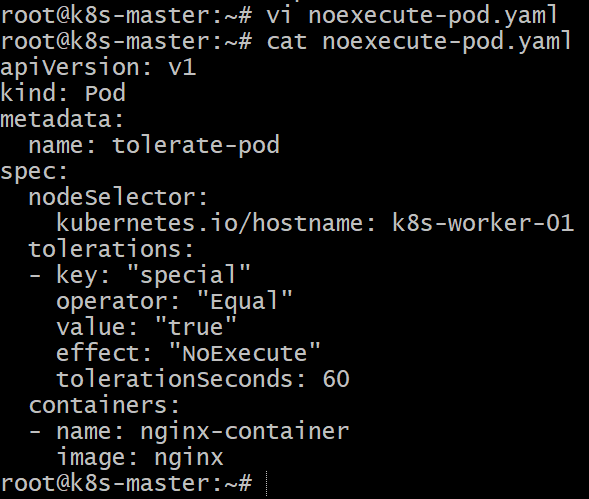 root@k8s-master:~# vi noexecute-pod.yaml
root@k8s-master:~# cat noexecute-pod.yaml
apiVersion: v1
kind: Pod
metadata:
  name: tolerate-pod
spec:
  nodeSelector:
    kubernetes.io/hostname: k8s-worker-01
  tolerations:
  - key: "special"
    operator: "Equal"
    value: "true"
    effect: "NoExecute"
    tolerationSeconds: 60
  containers:
  - name: nginx-container
    image: nginx
root@k8s-master:~#